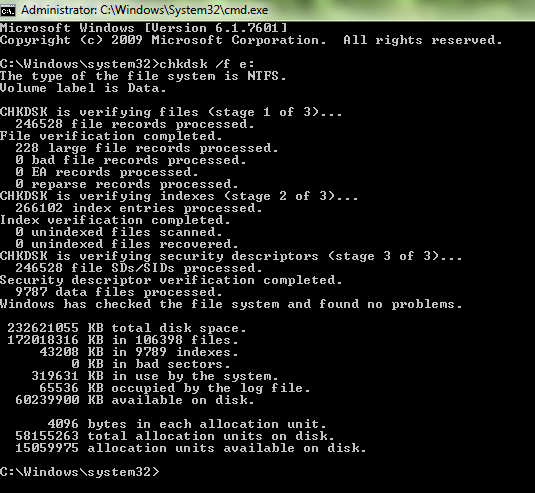 Administrator: C:\Windows\System32\cmd.exe
Microsoft Windows [Version 6.1.7601]
Copyright (c) 2009 Microsoft Corporation.  All rights reserved.
C:\Windows\system32>chkdsk /f e:
The type of the file system is NTFS.
Volume label is Data.
CHKDSK is verifying files (stage 1 of 3)...
  246528 file records processed.
File verification completed.
  228 large file records processed.
  0 bad file records processed.
  0 EA records processed.
  0 reparse records processed.
CHKDSK is verifying indexes (stage 2 of 3)...
  266102 index entries processed.
Index verification completed.
  0 unindexed files scanned.
  0 unindexed files recovered.
CHKDSK is verifying security descriptors (stage 3 of 3)...
  246528 file SDs/SIDs processed.
Security descriptor verification completed.
  9787 data files processed.
Windows has checked the file system and found no problems.
 232621055 KB total disk space.
 172018316 KB in 106398 files.
     43208 KB in 9789 indexes.
         0 KB in bad sectors.
    319631 KB in use by the system.
     65536 KB occupied by the log file.
  60239900 KB available on disk.
      4096 bytes in each allocation unit.
  58155263 total allocation units on disk.
  15059975 allocation units available on disk.
C:\Windows\system32>